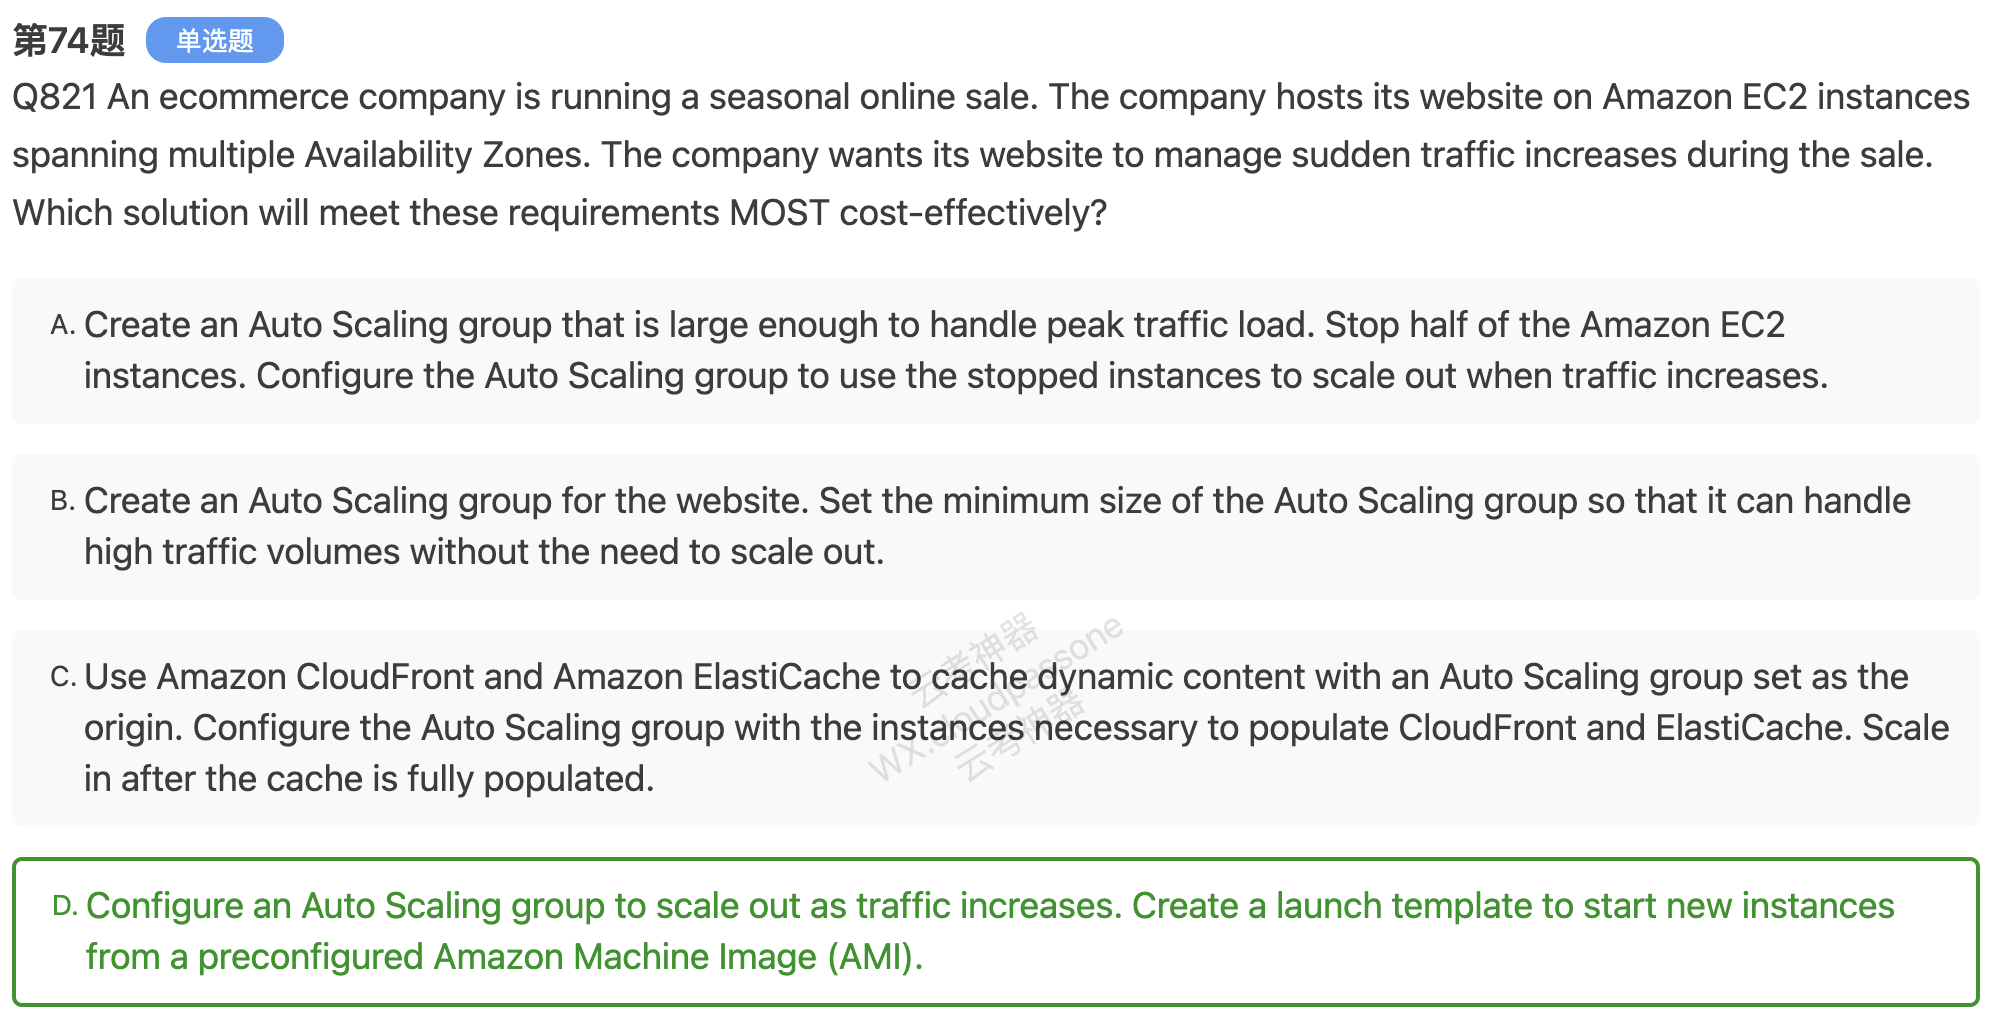 第74题 单选题
Q821 An ecommerce company is running a seasonal online sale. The company hosts its website on Amazon EC2 instances
spanning multiple Availability Zones. The company wants its website to manage sudden traffic increases during the sale.
Which solution will meet these requirements MOST cost-effectively?
A. Create an Auto Scaling group that is large enough to handle peak traffic load. Stop half of the Amazon EC2
instances. Configure the Auto Scaling group to use the stopped instances to scale out when traffic increases.
B. Create an Auto Scaling group for the website. Set the minimum size of the Auto Scaling group so that it can handle
high traffic volumes without the need to scale out.
云考神器
WX:cloudpassone
云考神器
C. Use Amazon CloudFront and Amazon ElastiCache to cache dynamic content with an Auto Scaling group set as the
origin. Configure the Auto Scaling group with the instances necessary to populate CloudFront and ElastiCache. Scale
in after the cache is fully populated.
D. Configure an Auto Scaling group to scale out as traffic increases. Create a launch template to start new instances
from a preconfigured Amazon Machine Image (AMI).